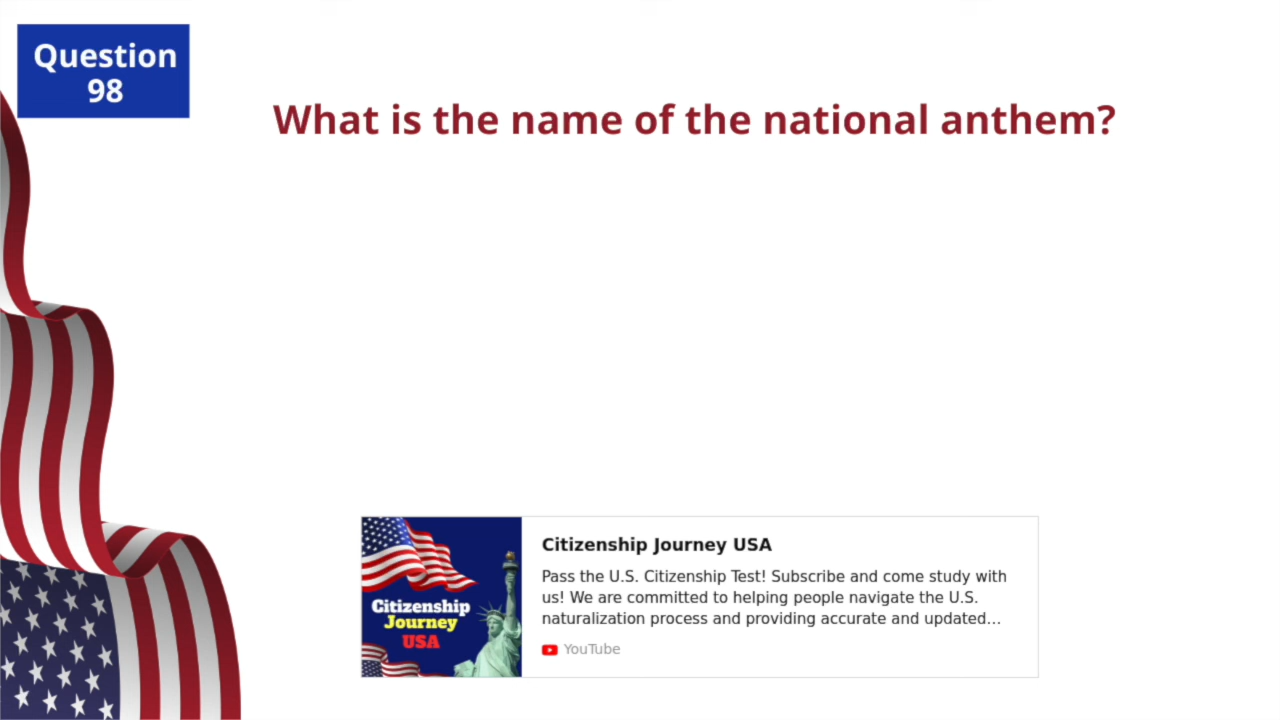 Question
98
What is the name of the national anthem?
Citizenship Journey USA
Pass the U.S. Citizenship Test! Subscribe and come study with
us! We are committed to helping people navigate the U.S.
naturalization process and providing accurate and updated...
YouTube
Citizenship
Journey
USA